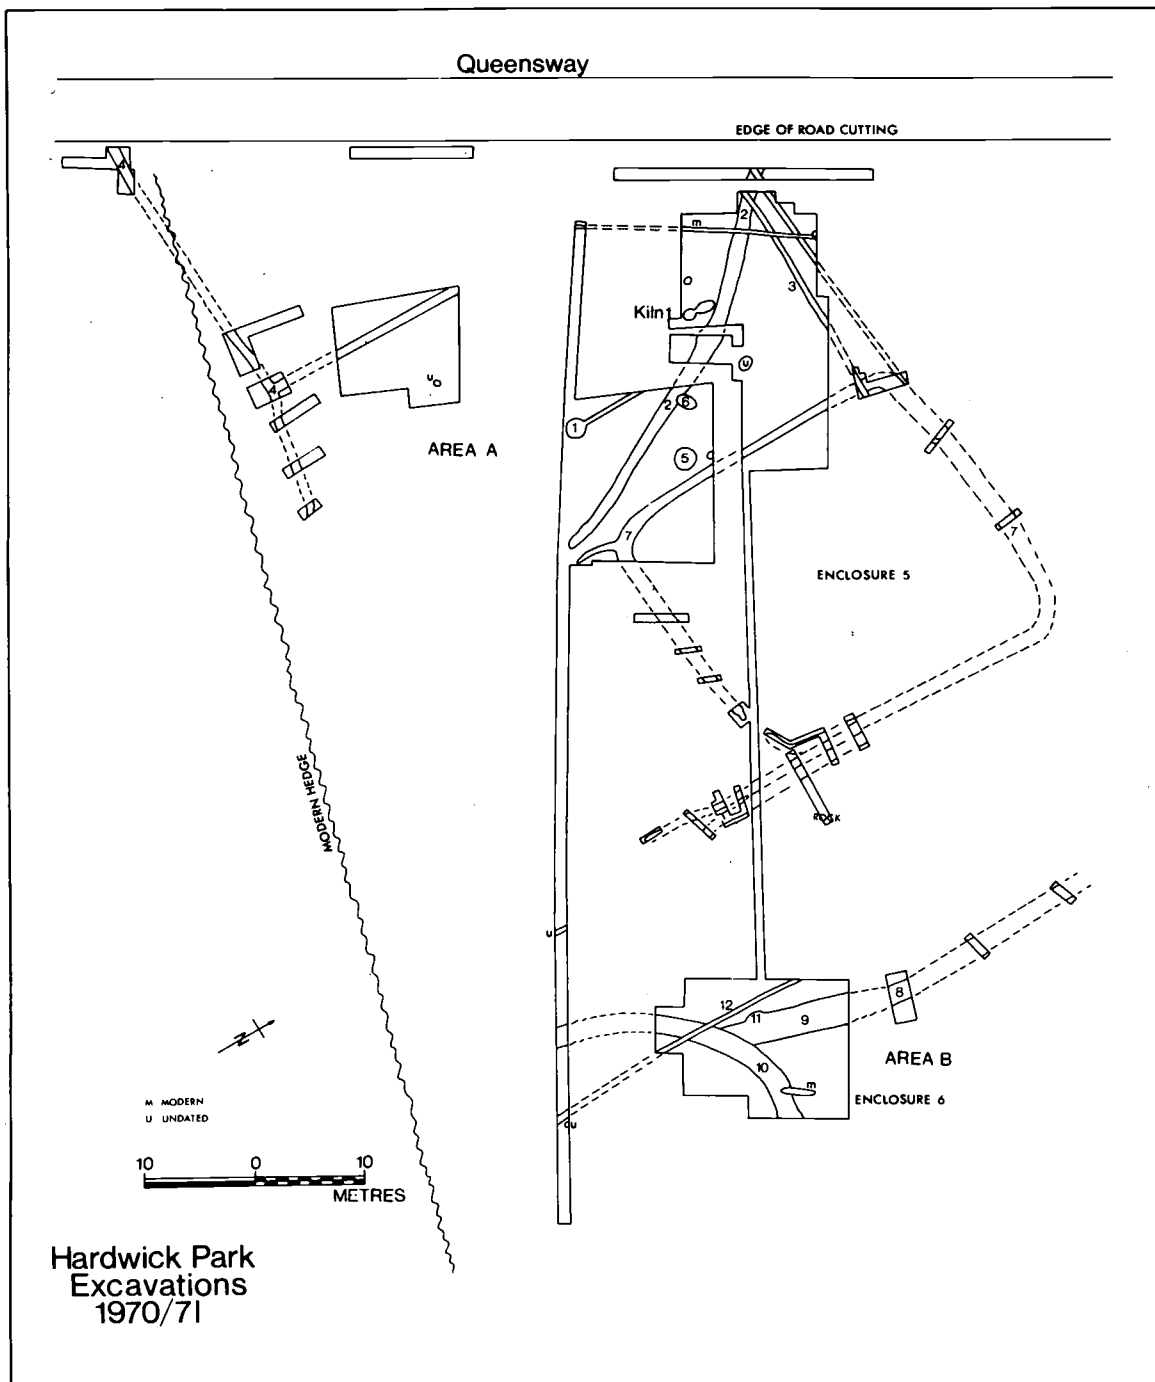 Queensway
EDGE OF ROAD CUTTING
4
2
m
3
Kiln1
u
4
u
2
6
1
AREA A
5
7
7
ENCLOSURE 5
MODERN HEDGE
ROCK
u
12
11
9
8
10
AREA B
m
ENCLOSURE 6
N
M MODERN
U UNDATED
u
10 0 10
METRES
Hardwick Park
Excavations
1970/71